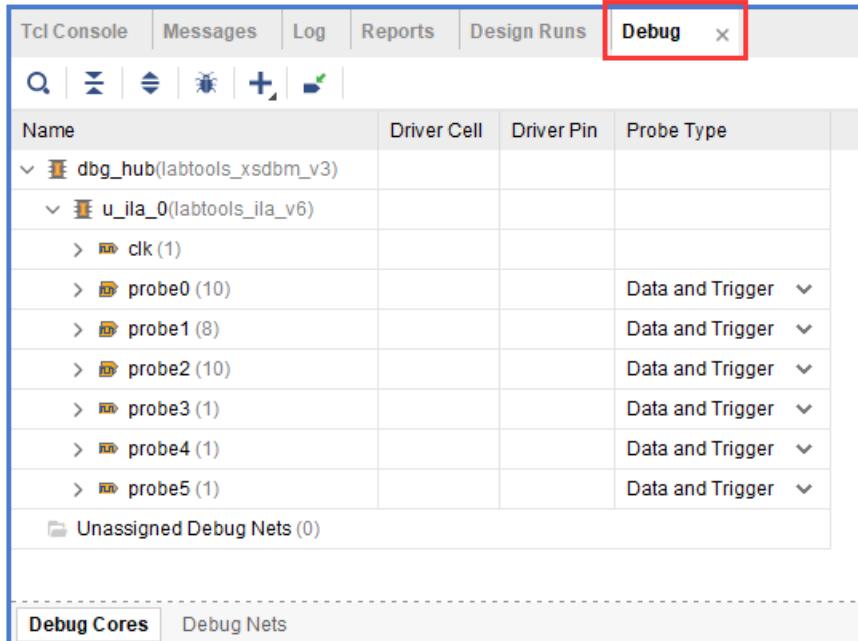 Tcl Console Messages Log Reports Design Runs Debug
Name Driver Cell Driver Pin Probe Type
dbg_hub(labtools_xsdbm_v3)
u_ila_0(labtools_ila_v6)
clk (1)
probe0 (10) Data and Trigger
probe1 (8) Data and Trigger
probe2 (10) Data and Trigger
probe3 (1) Data and Trigger
probe4 (1) Data and Trigger
probe5 (1) Data and Trigger
Unassigned Debug Nets (0)
Debug Cores Debug Nets